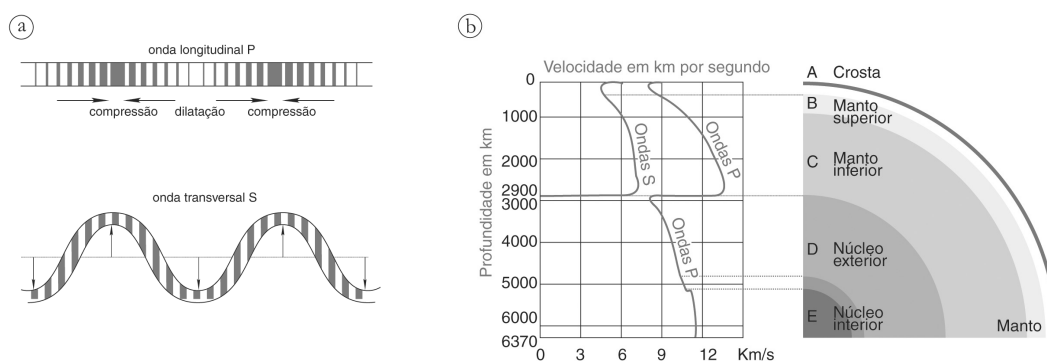 a
onda longitudinal P
compressão dilatação compressão
onda transversal S
b
Velocidade em km por segundo
Profundidade em km
0
1000
2000
2900
3000
4000
5000
6000
6370
0 3 6 9 12 Km/s
Ondas S
Ondas P
Ondas P
A Crosta
B Manto
superior
C Manto
inferior
D Núcleo
exterior
E Núcleo
interior
Manto